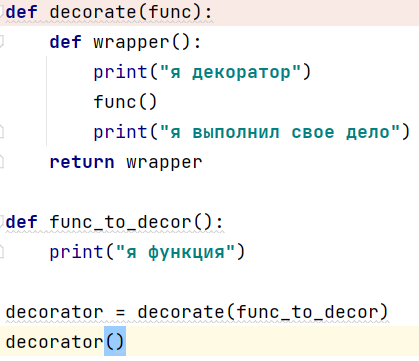 def decorate(func):
    def wrapper():
        print("я декоратор")
        func()
        print("я выполнил свое дело")
    return wrapper

def func_to_decor():
    print("я функция")

decorator = decorate(func_to_decor)
decorator()